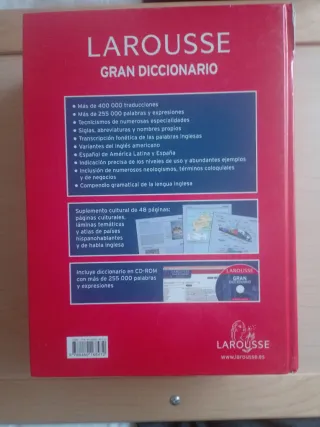 LAROUSSE
GRAN DICCIONARIO
• Más de 400 000 traducciones
• Más de 255 000 palabras y expresiones
• Tecnicismos de numerosas especialidades
• Siglas, abreviaturas y nombres propios
• Transcripción fonética de las palabras inglesas
• Variantes del inglés americano
• Español de América Latina y España
• Indicación precisa de los niveles de uso y abundantes ejemplos
• Inclusión de numerosos neologismos, términos coloquiales
y de negocios
• Compendio gramatical de la lengua inglesa
Suplemento cultural de 48 páginas:
páginas culturales,
láminas temáticas
y atlas de países
hispanohablantes
y de habla inglesa
Incluye diccionario en CD-ROM
con más de 255 000 palabras
y expresiones
LAROUSSE
GRAN
DICCIONARIO
LAROUSSE
www.larousse.es